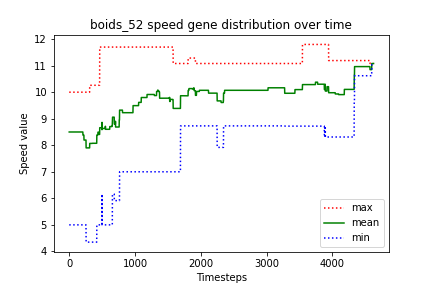 boids_52 speed gene distribution over time
12
11
10
9
8
7
6
5
4
Speed value
0
1000
2000
3000
4000
Timesteps
max
mean
min